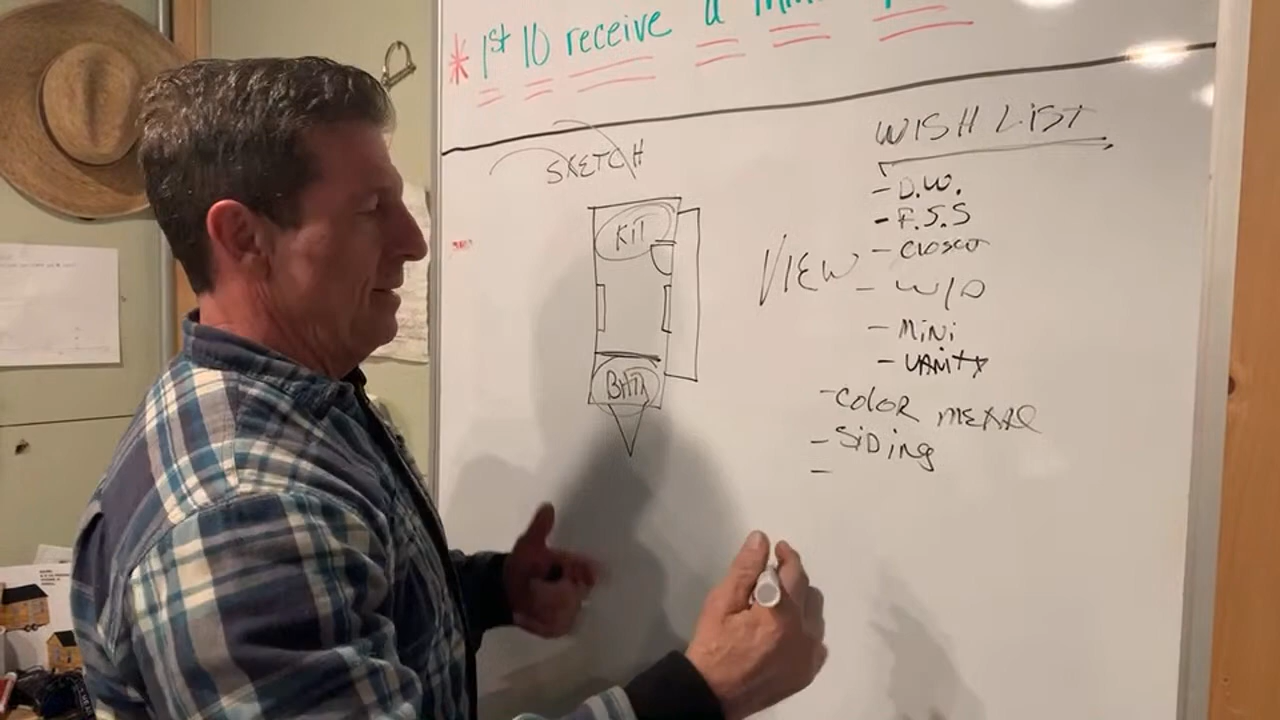 * 1st 10 receive a
SKETCH
Kit
BATH
VIEW
WISH LIST
- D.W.
- F.S.S
- CLOSET
- W/D
- MiNi
- VANITY
- COLOR METAL
- SiDing
-